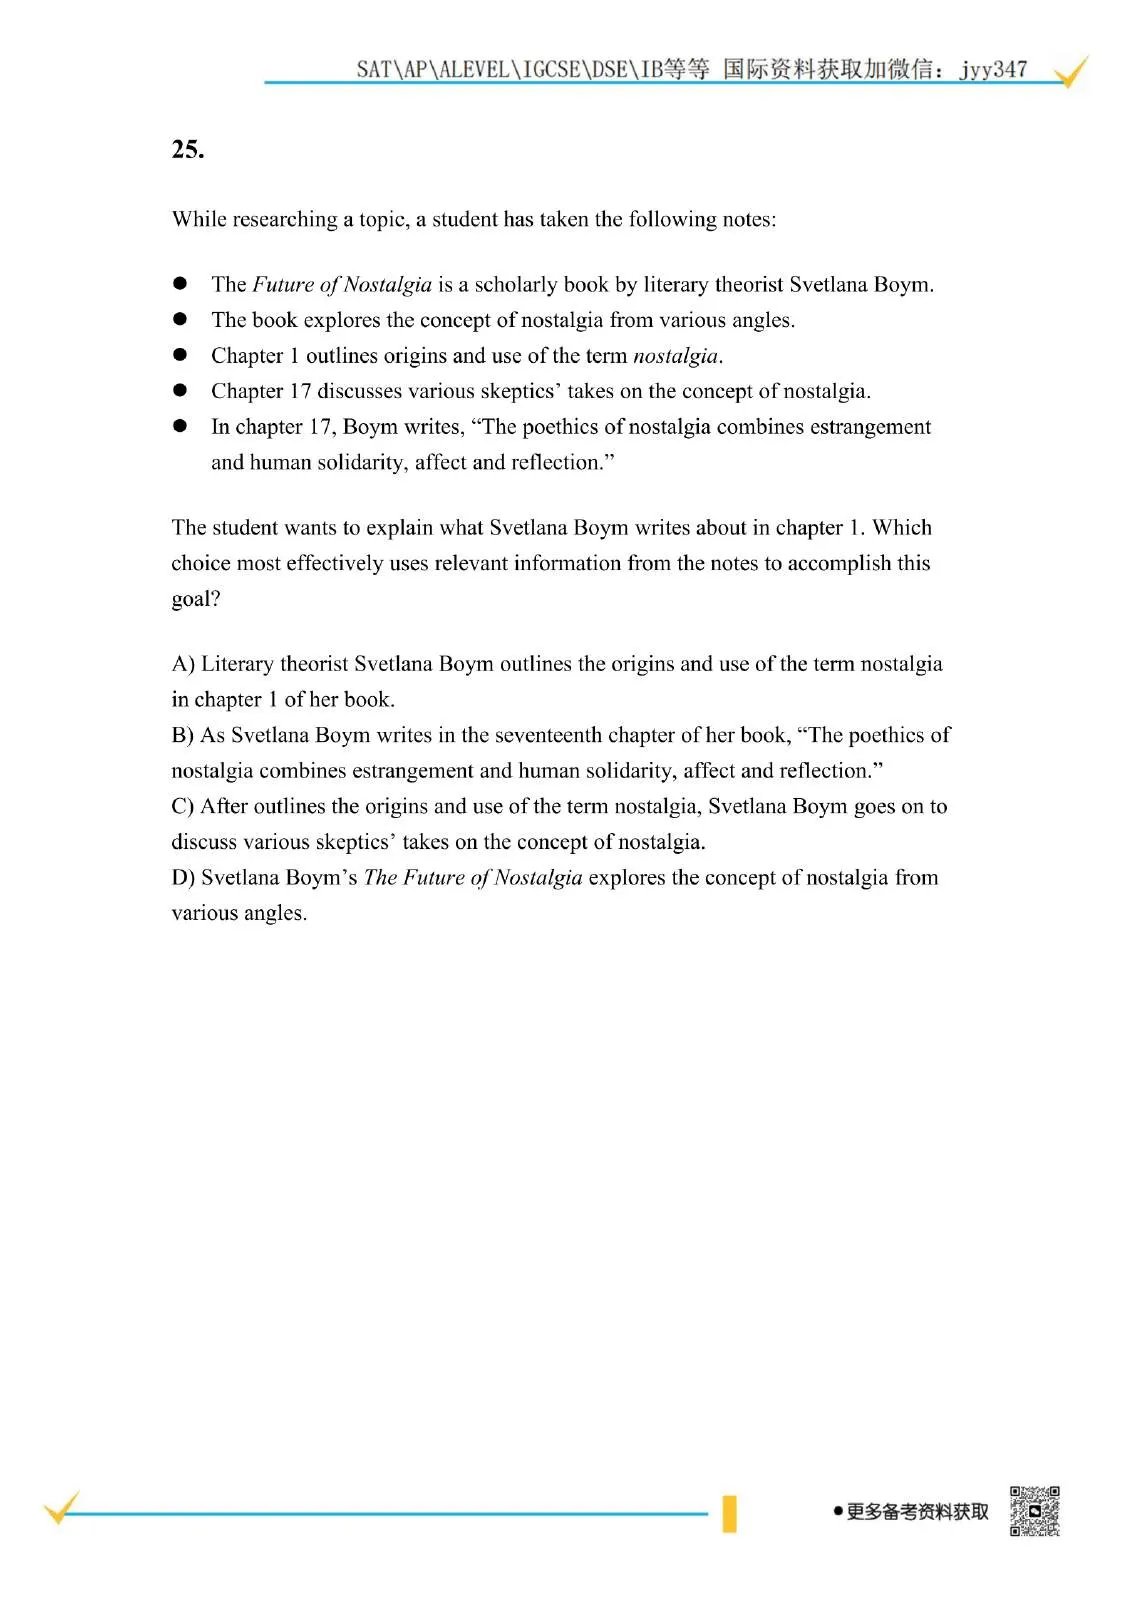 SAT\AP\ALEVEL\IGCSE\DSE\IB等等 国际资料获取加微信：jyy347
25.
While researching a topic, a student has taken the following notes:
● The Future of Nostalgia is a scholarly book by literary theorist Svetlana Boym.
● The book explores the concept of nostalgia from various angles.
● Chapter 1 outlines origins and use of the term nostalgia.
● Chapter 17 discusses various skeptics’ takes on the concept of nostalgia.
● In chapter 17, Boym writes, “The poethics of nostalgia combines estrangement
and human solidarity, affect and reflection.”
The student wants to explain what Svetlana Boym writes about in chapter 1. Which
choice most effectively uses relevant information from the notes to accomplish this
goal?
A) Literary theorist Svetlana Boym outlines the origins and use of the term nostalgia
in chapter 1 of her book.
B) As Svetlana Boym writes in the seventeenth chapter of her book, “The poethics of
nostalgia combines estrangement and human solidarity, affect and reflection.”
C) After outlines the origins and use of the term nostalgia, Svetlana Boym goes on to
discuss various skeptics’ takes on the concept of nostalgia.
D) Svetlana Boym’s The Future of Nostalgia explores the concept of nostalgia from
various angles.
●更多备考资料获取